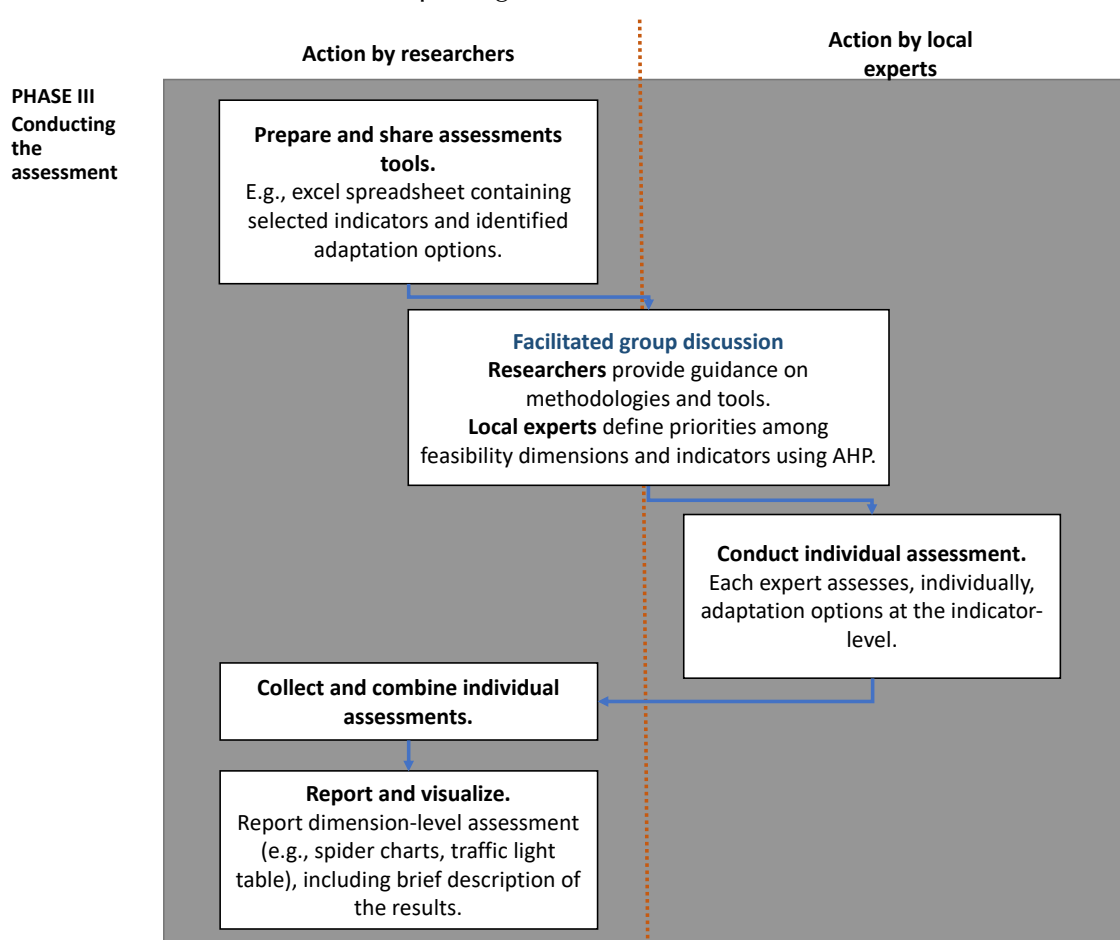 Action by researchers
Action by local
experts
PHASE III
Conducting
the
assessment
Prepare and share assessments
tools.
E.g., excel spreadsheet containing
selected indicators and identified
adaptation options.
Facilitated group discussion
Researchers provide guidance on
methodologies and tools.
Local experts define priorities among
feasibility dimensions and indicators using AHP.
Conduct individual assessment.
Each expert assesses, individually,
adaptation options at the indicator-
level.
Collect and combine individual
assessments.
Report and visualize.
Report dimension-level assessment
(e.g., spider charts, traffic light
table), including brief description of
the results.